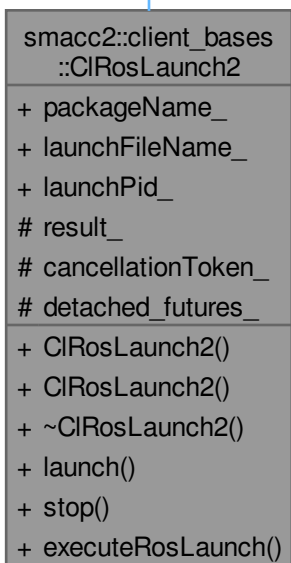 smacc2::client_bases
::ClRosLaunch2
+ packageName_
+ launchFileName_
+ launchPid_
# result_
# cancellationToken_
# detached_futures_
+ ClRosLaunch2()
+ ClRosLaunch2()
+ ~ClRosLaunch2()
+ launch()
+ stop()
+ executeRosLaunch()